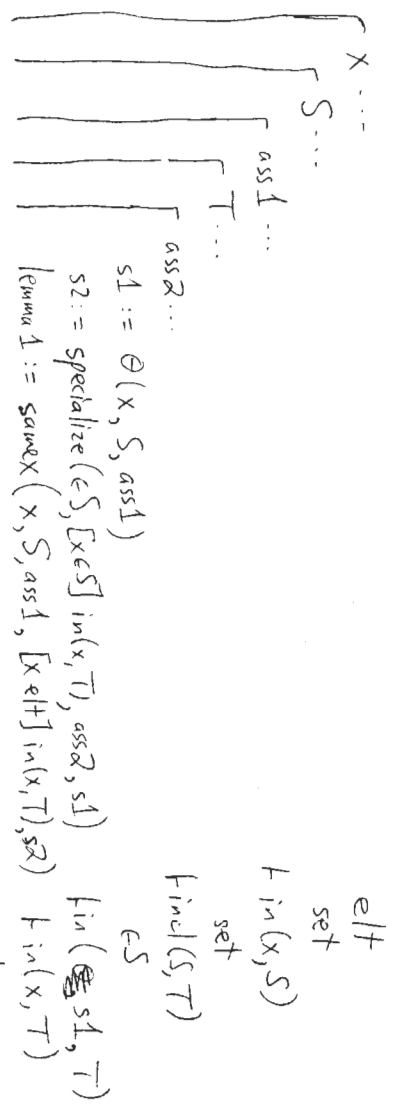 x ... elt
S ... set
ass1 ... ⊢ in(x, S)
T ... set
ass2 ... ⊢ incl(S, T)
s1 := θ(x, S, ass1) ∈S
s2 := specialize(∈S, [x∈S] in(x, T), ass2, s1) ⊢ in(s1, T)
lemma1 := samex(x, S, ass1, [x elt] in(x, T), s2) ⊢ in(x, T)